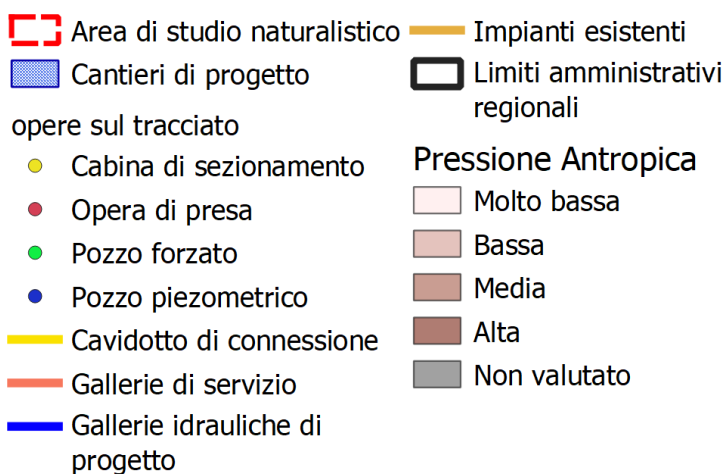 Area di studio naturalistico
Cantieri di progetto
opere sul tracciato
Cabina di sezionamento
Opera di presa
Pozzo forzato
Pozzo piezometrico
Cavidotto di connessione
Gallerie di servizio
Gallerie idrauliche di
progetto
Impianti esistenti
Limiti amministrativi
regionali
Pressione Antropica
Molto bassa
Bassa
Media
Alta
Non valutato